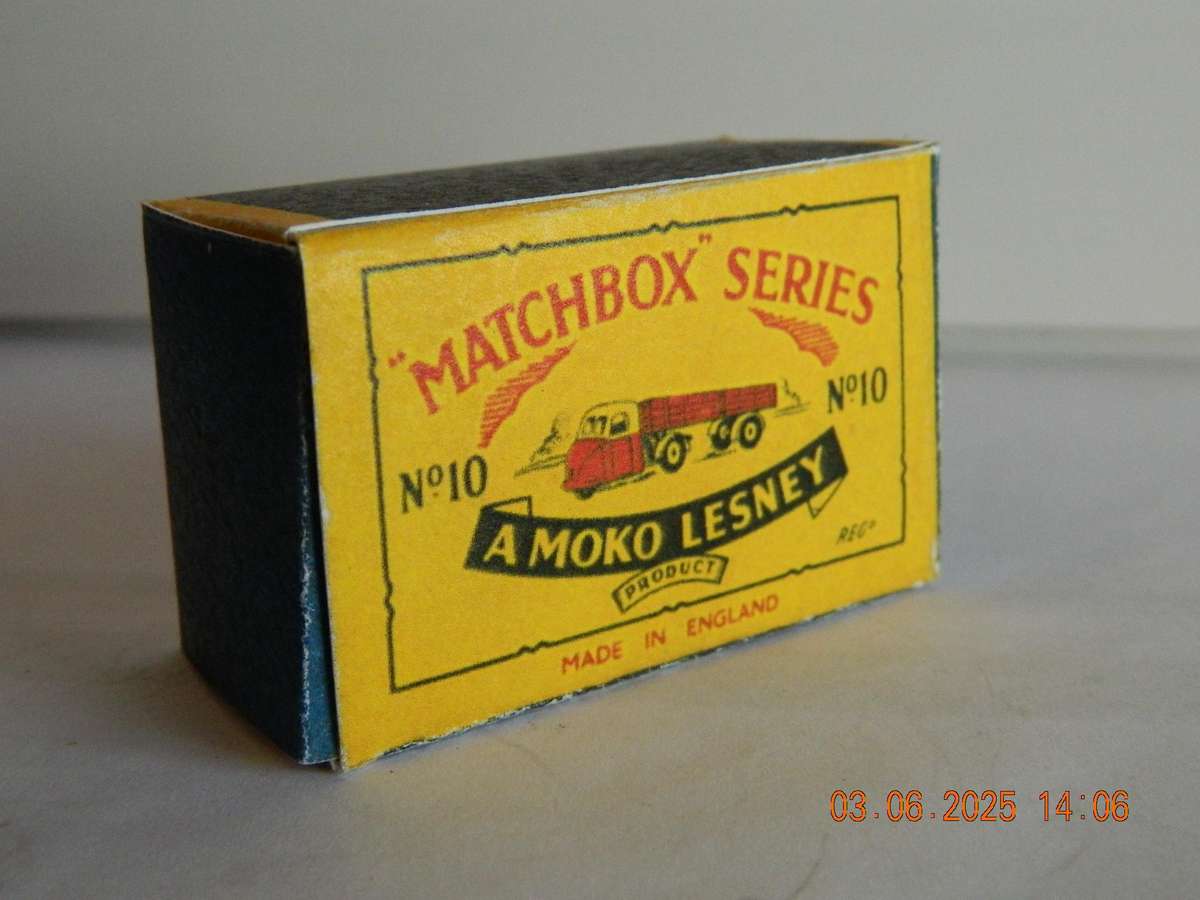 "MATCHBOX" SERIES
Nº10
Nº10
A MOKO LESNEY
PRODUCT
REGD
MADE IN ENGLAND
03.06.2025 14:06